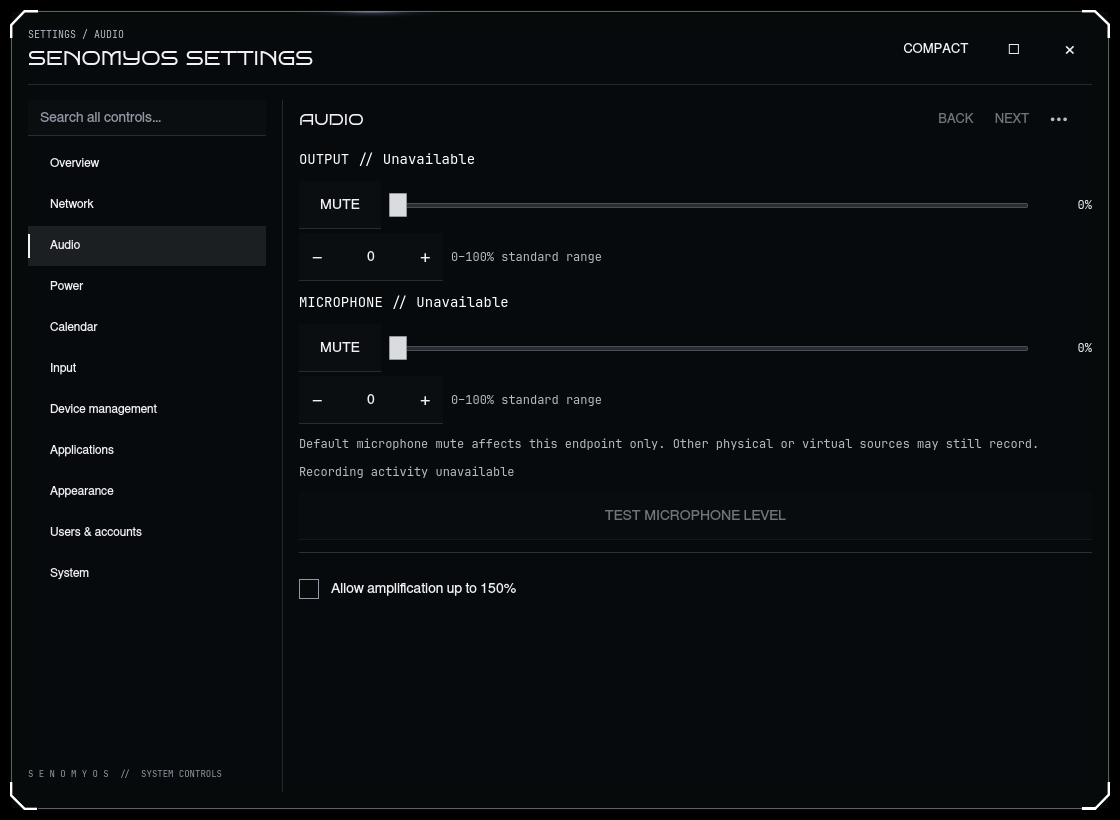 SETTINGS / AUDIO
SENOMYOS SETTINGS
COMPACT
Search all controls...
Overview
Network
Audio
Power
Calendar
Input
Device management
Applications
Appearance
Users & accounts
System
SENOMYOS // SYSTEM CONTROLS
AUDIO
BACK NEXT •••
OUTPUT // Unavailable
MUTE 0%
− 0 + 0–100% standard range
MICROPHONE // Unavailable
MUTE 0%
− 0 + 0–100% standard range
Default microphone mute affects this endpoint only. Other physical or virtual sources may still record.
Recording activity unavailable
TEST MICROPHONE LEVEL
Allow amplification up to 150%